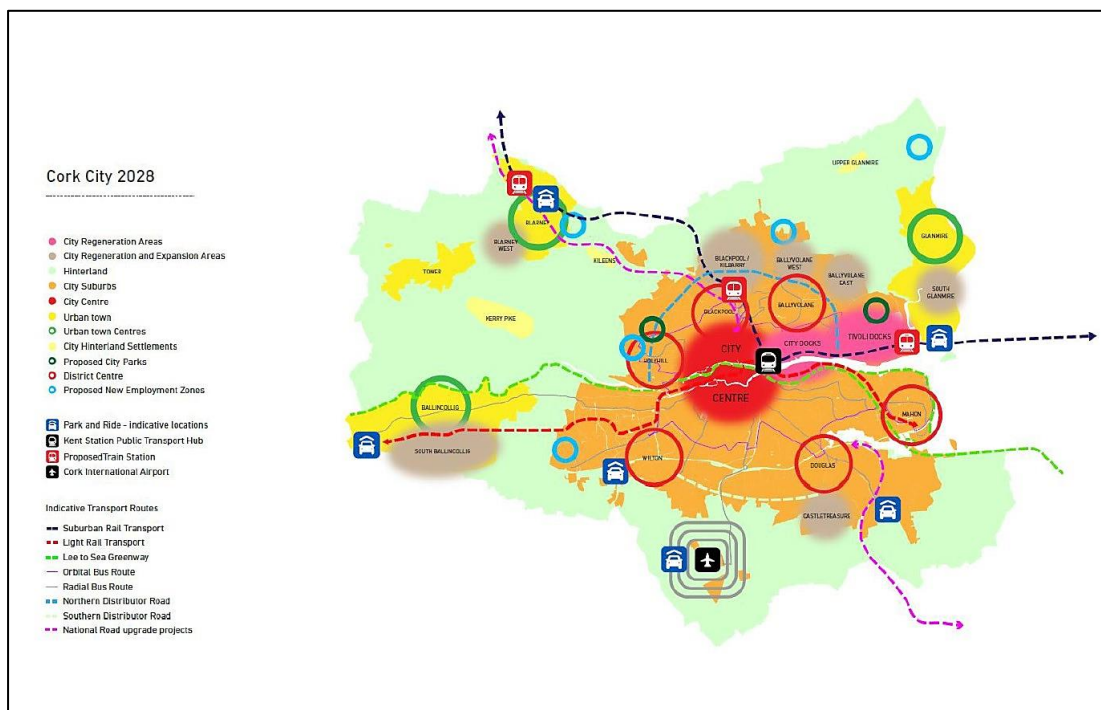 Cork City 2028
City Regeneration Areas
City Regeneration and Expansion Areas
Hinterland
City Suburbs
City Centre
Urban town
Urban town Centres
City Hinterland Settlements
Proposed City Parks
District Centre
Proposed New Employment Zones
Park and Ride - indicative locations
Kent Station Public Transport Hub
ProposedTrain Station
Cork International Airport
Indicative Transport Routes
Suburban Rail Transport
Light Rail Transport
Lee to Sea Greenway
Orbital Bus Route
Radial Bus Route
Northern Distributor Road
Southern Distributor Road
National Road upgrade projects
UPPER GLANMIRE
BLARNEY
BLARNEY
WEST
TOWER
KILEENS
KERRY PIKE
BLACKPOOL /
KILBARRY
BALLYVOLANE
WEST
BALLYVOLANE
EAST
GLANMIRE
SOUTH
GLANMIRE
BLACKPOOL
BALLYVOLANE
HOLYHILL
CITY
CENTRE
CITY DOCKS
TIVOLI DOCKS
BALLINCOLLIG
SOUTH BALLINCOLLIG
WILTON
DOUGLAS
MAHON
CASTLETREASURE